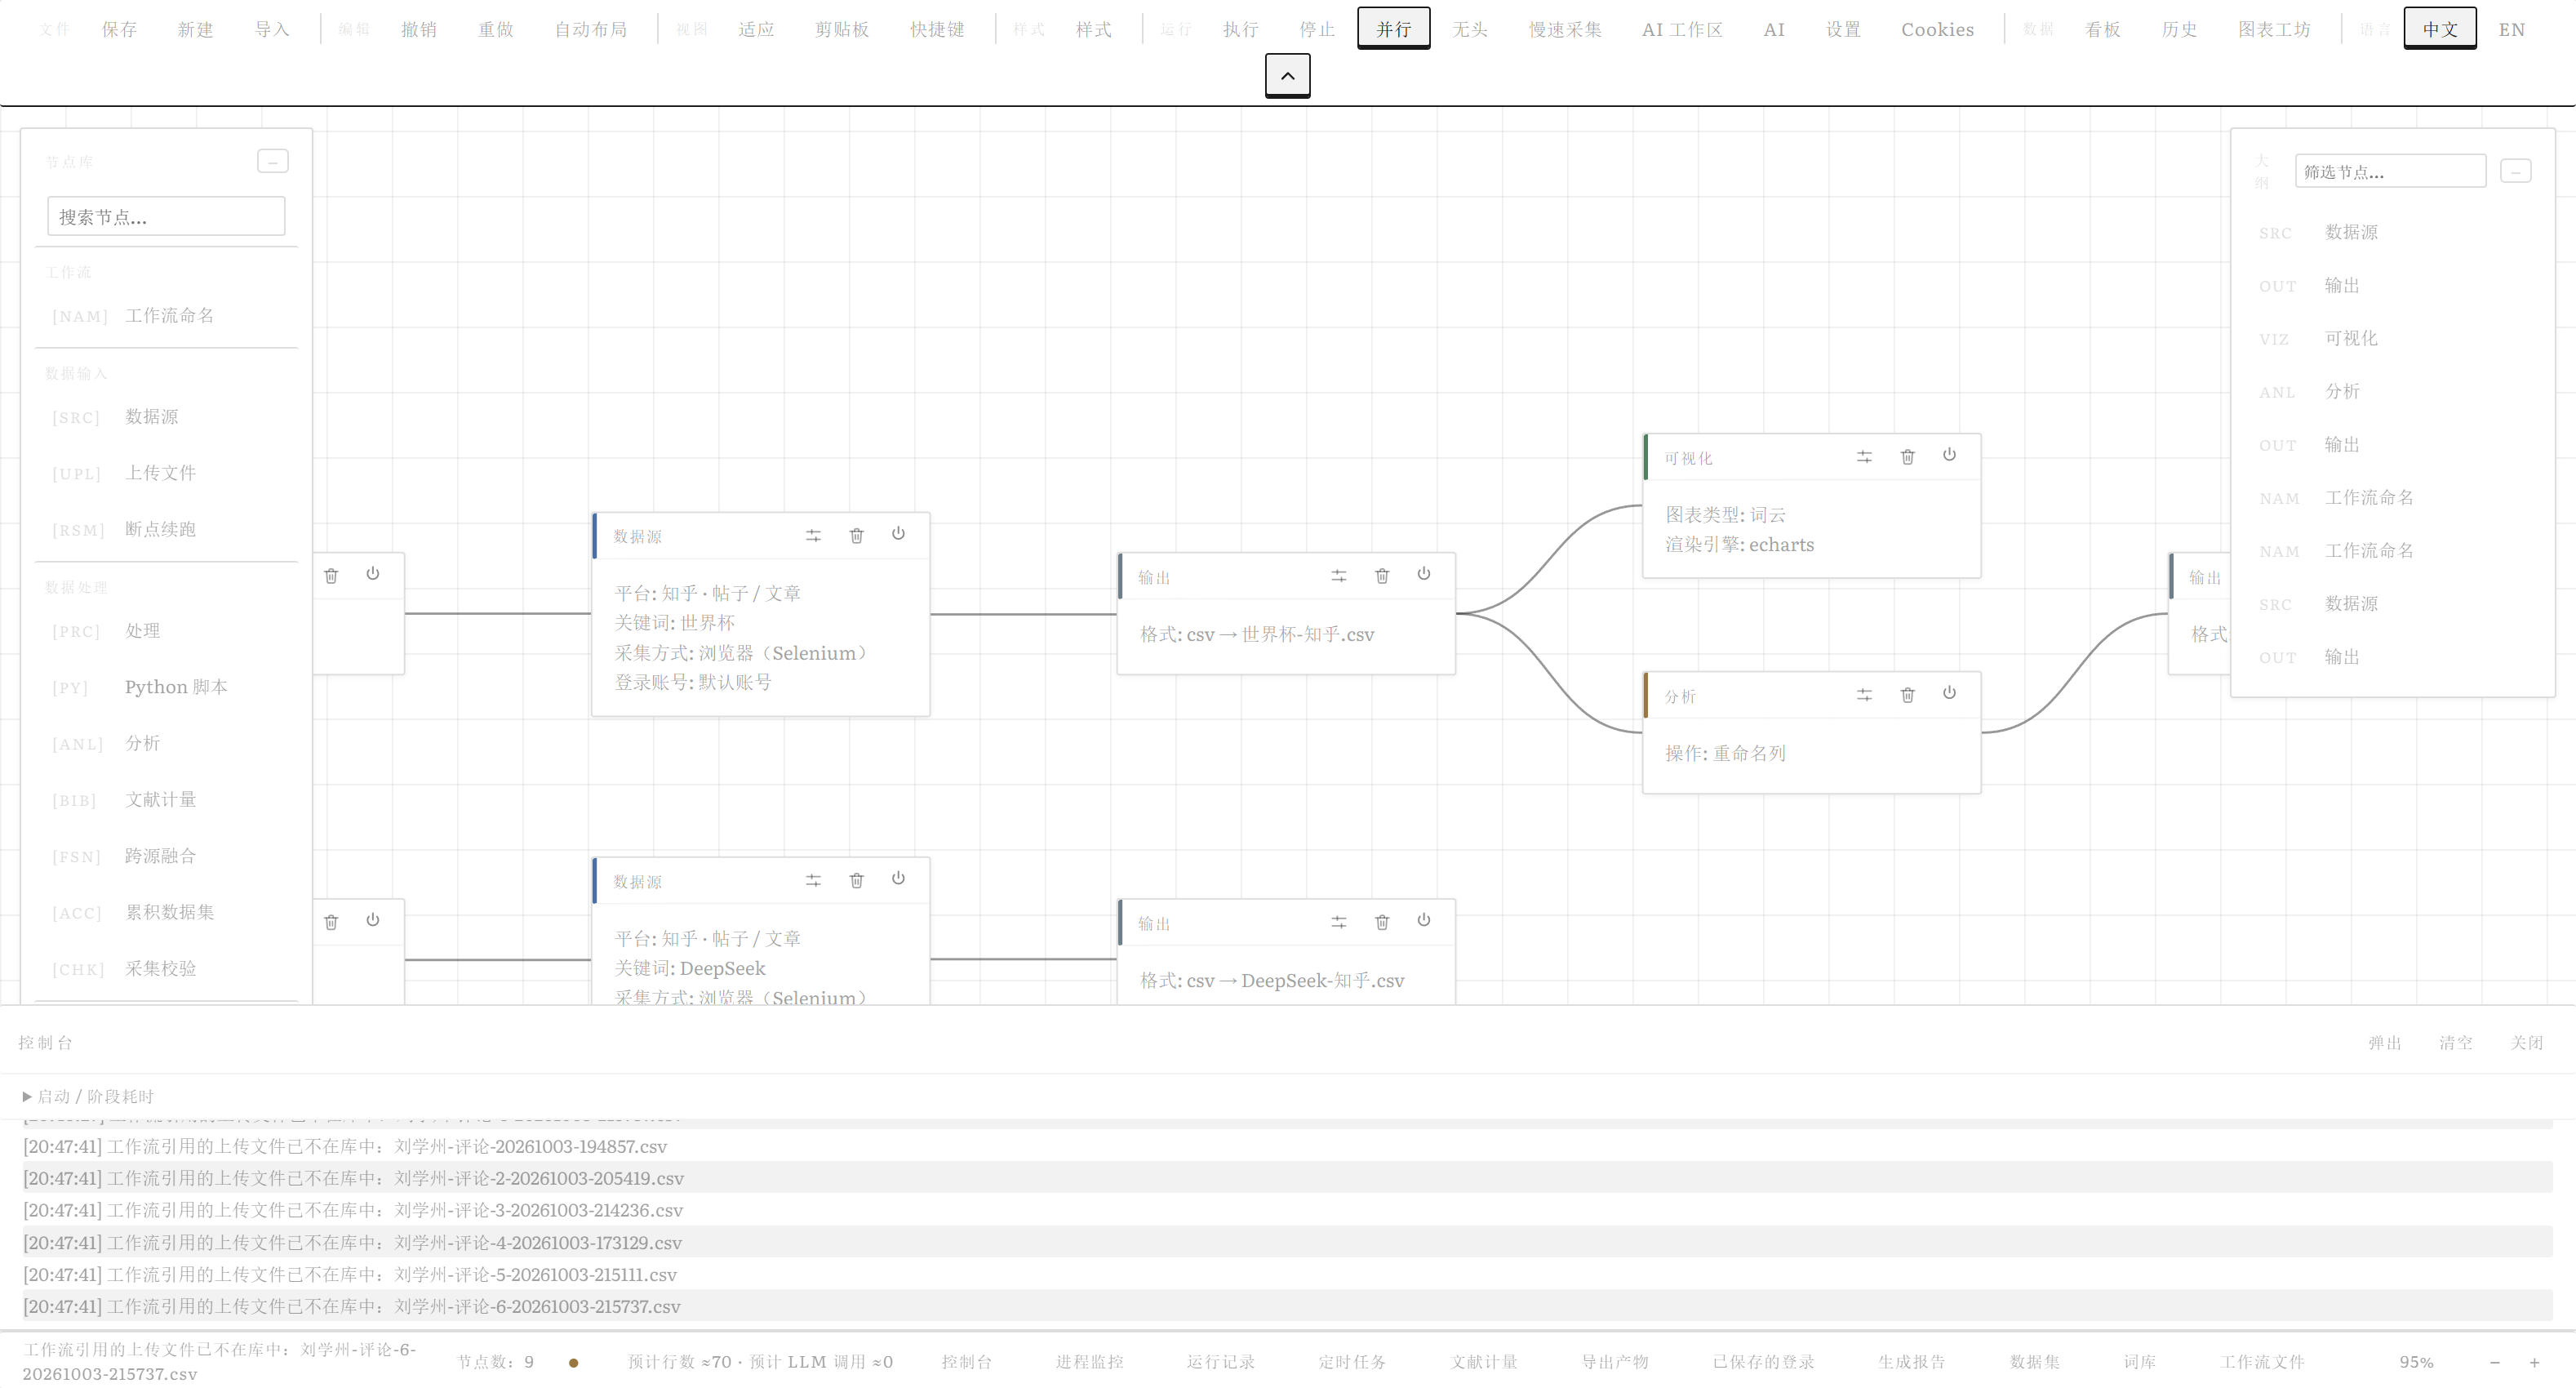 文件 保存 新建 导入 编辑 撤销 重做 自动布局 视图 适应 剪贴板 快捷键 样式 样式 运行 执行 停止 并行 无头 慢速采集 AI 工作区 AI 设置 Cookies 数据 看板 历史 图表工坊 语言 中文 EN
节点库
搜索节点...
工作流
[NAM] 工作流命名
数据输入
[SRC] 数据源
[UPL] 上传文件
[RSM] 断点续跑
数据处理
[PRC] 处理
[PY] Python 脚本
[ANL] 分析
[BIB] 文献计量
[FSN] 跨源融合
[ACC] 累积数据集
[CHK] 采集校验
数据源
平台: 知乎 · 帖子 / 文章
关键词: 世界杯
采集方式: 浏览器（Selenium）
登录账号: 默认账号
输出
格式: csv → 世界杯-知乎.csv
可视化
图表类型: 词云
渲染引擎: echarts
分析
操作: 重命名列
输出
格式
数据源
平台: 知乎 · 帖子 / 文章
关键词: DeepSeek
采集方式: 浏览器（Selenium）
输出
格式: csv → DeepSeek-知乎.csv
大纲
筛选节点...
SRC 数据源
OUT 输出
VIZ 可视化
ANL 分析
OUT 输出
NAM 工作流命名
NAM 工作流命名
SRC 数据源
OUT 输出
控制台 弹出 清空 关闭
▶ 启动 / 阶段耗时
[20:47:41] 工作流引用的上传文件已不在库中：刘学州-评论-20261003-194857.csv
[20:47:41] 工作流引用的上传文件已不在库中：刘学州-评论-2-20261003-205419.csv
[20:47:41] 工作流引用的上传文件已不在库中：刘学州-评论-3-20261003-214236.csv
[20:47:41] 工作流引用的上传文件已不在库中：刘学州-评论-4-20261003-173129.csv
[20:47:41] 工作流引用的上传文件已不在库中：刘学州-评论-5-20261003-215111.csv
[20:47:41] 工作流引用的上传文件已不在库中：刘学州-评论-6-20261003-215737.csv
工作流引用的上传文件已不在库中：刘学州-评论-6-
20261003-215737.csv
节点数：9 预计行数 ≈70 · 预计 LLM 调用 ≈0 控制台 进程监控 运行记录 定时任务 文献计量 导出产物 已保存的登录 生成报告 数据集 词库 工作流文件 95% − +